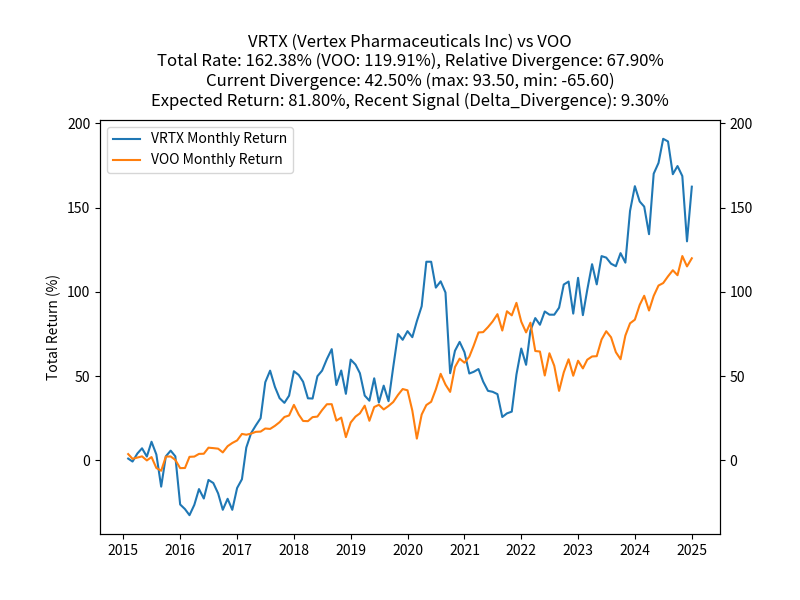 VRTX (Vertex Pharmaceuticals Inc) vs VOO
Total Rate: 162.38% (VOO: 119.91%), Relative Divergence: 67.90%
Current Divergence: 42.50% (max: 93.50, min: -65.60)
Expected Return: 81.80%, Recent Signal (Delta_Divergence): 9.30%
VRTX Monthly Return
VOO Monthly Return
Total Return (%)
200
150
100
50
0
200
150
100
50
0
2015 2016 2017 2018 2019 2020 2021 2022 2023 2024 2025